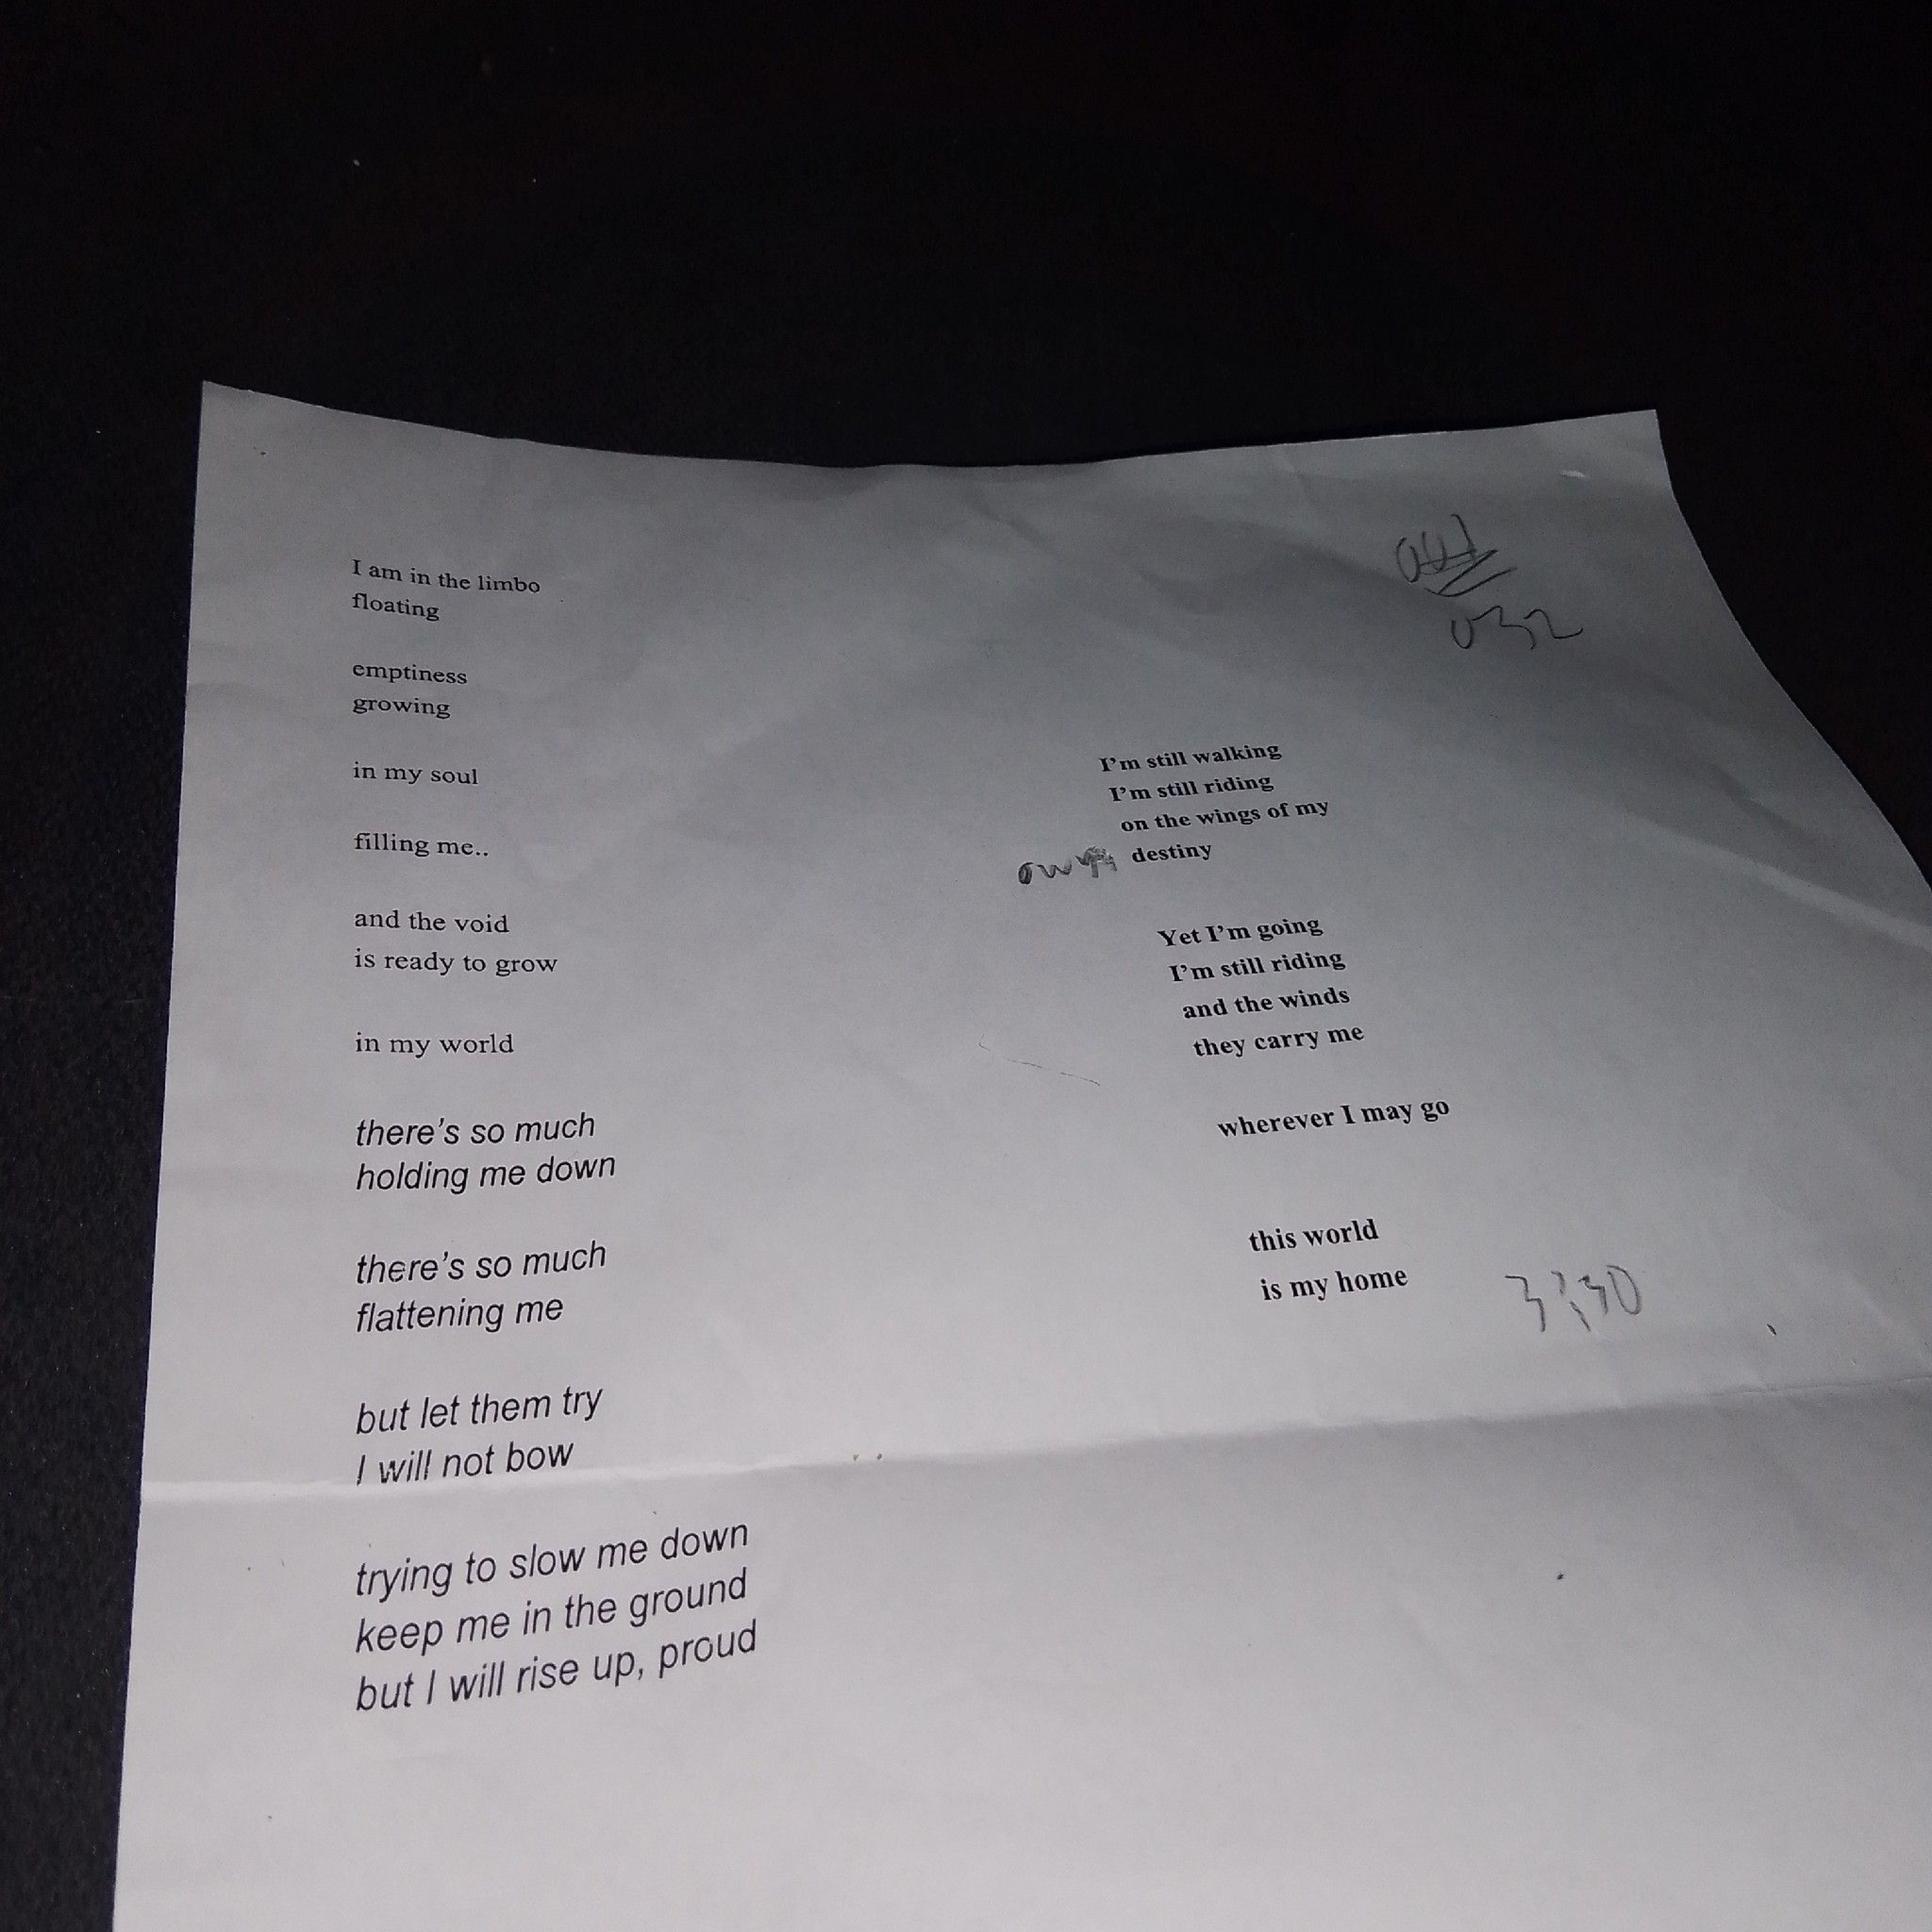 I am in the limbo
floating
emptiness
growing
in my soul
filling me..
and the void
is ready to grow
in my world
there's so much
holding me down
there's so much
flattening me
but let them try
I will not bow
trying to slow me down
keep me in the ground
but I will rise up, proud
032
I'm still walking
I'm still riding
on the wings of my
own destiny
Yet I'm going
I'm still riding
and the winds
they carry me
wherever I may go
this world
is my home